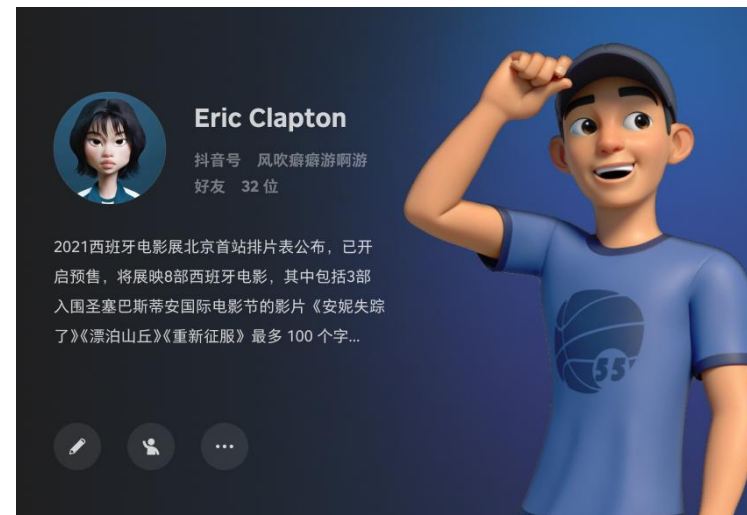 Eric Clapton
抖音号 风吹癖癖游啊游
好友 32 位
2021西班牙电影展北京首站排片表公布，已开
启预售，将展映8部西班牙电影，其中包括3部
入围圣塞巴斯蒂安国际电影节的影片《安妮失踪
了》《漂泊山丘》《重新征服》最多 100 个字...
55